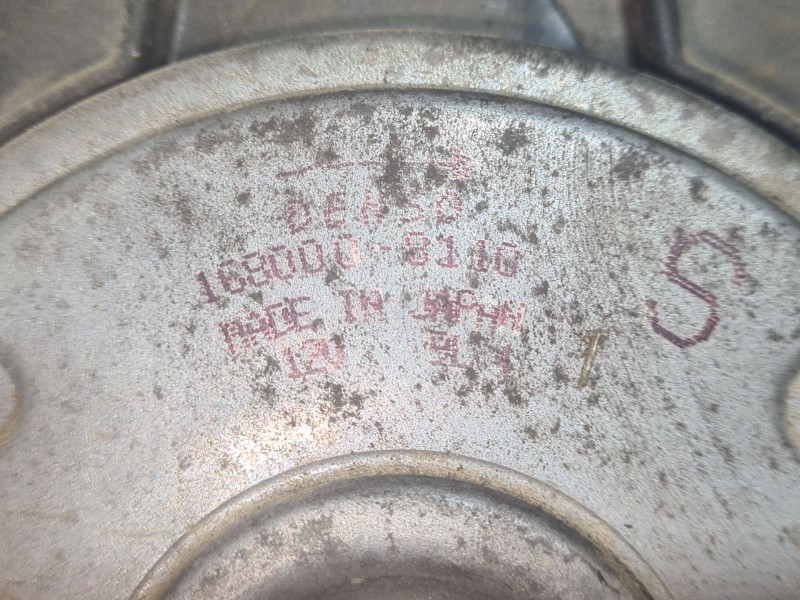 DENSO
168000-8110
MADE IN JAPAN
12V
S